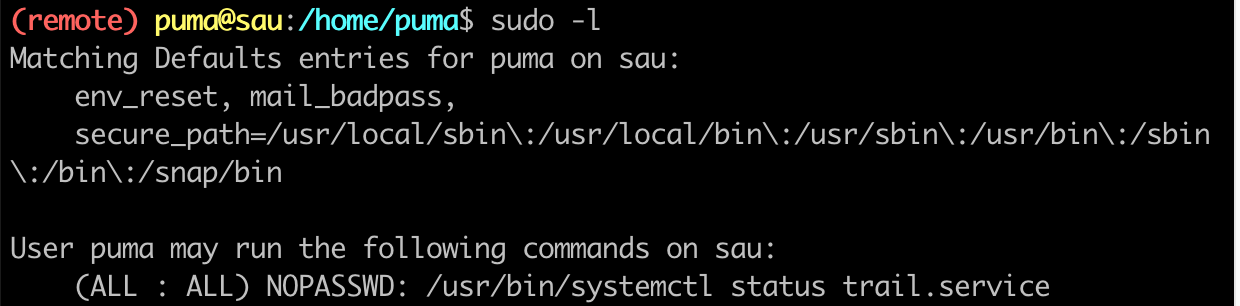 (remote) puma@sau:/home/puma$ sudo -l
Matching Defaults entries for puma on sau:
    env_reset, mail_badpass,
    secure_path=/usr/local/sbin\:/usr/local/bin\:/usr/sbin\:/usr/bin\:/sbin
\:/bin\:/snap/bin

User puma may run the following commands on sau:
    (ALL : ALL) NOPASSWD: /usr/bin/systemctl status trail.service